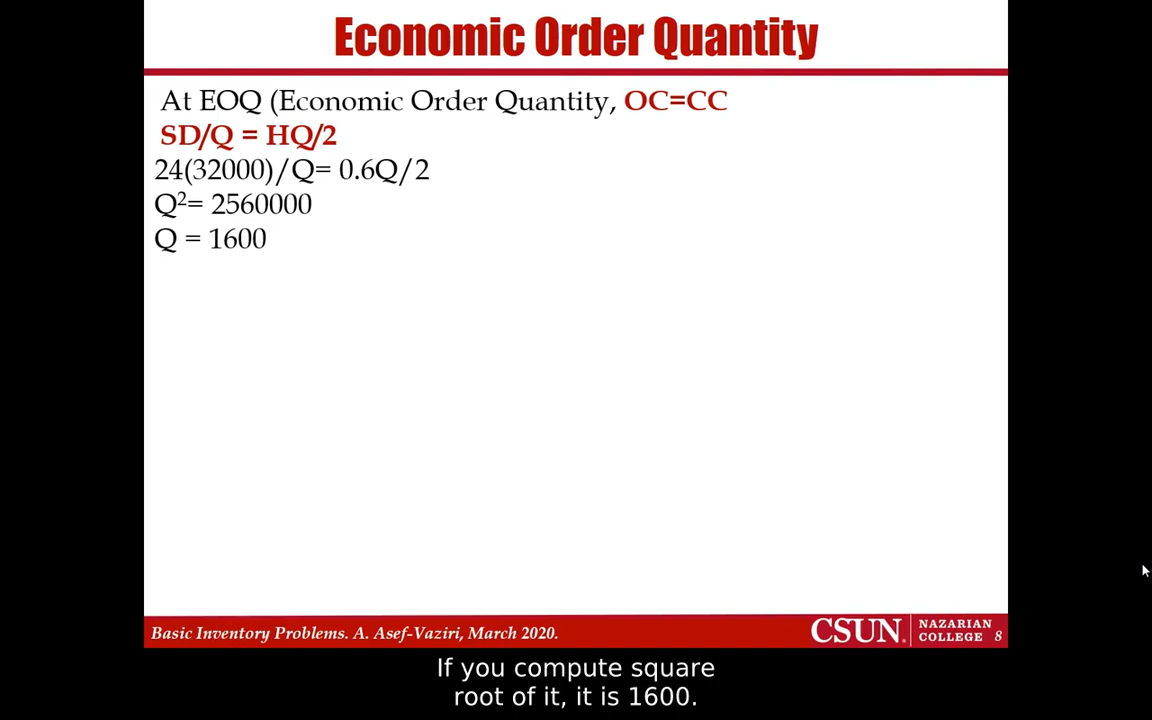 Economic Order Quantity
At EOQ (Economic Order Quantity, OC=CC
SD/Q = HQ/2
24(32000)/Q= 0.6Q/2
Q²= 2560000
Q = 1600
Basic Inventory Problems. A. Asef-Vaziri, March 2020.
CSUN. NAZARIAN COLLEGE 8
If you compute square
root of it, it is 1600.